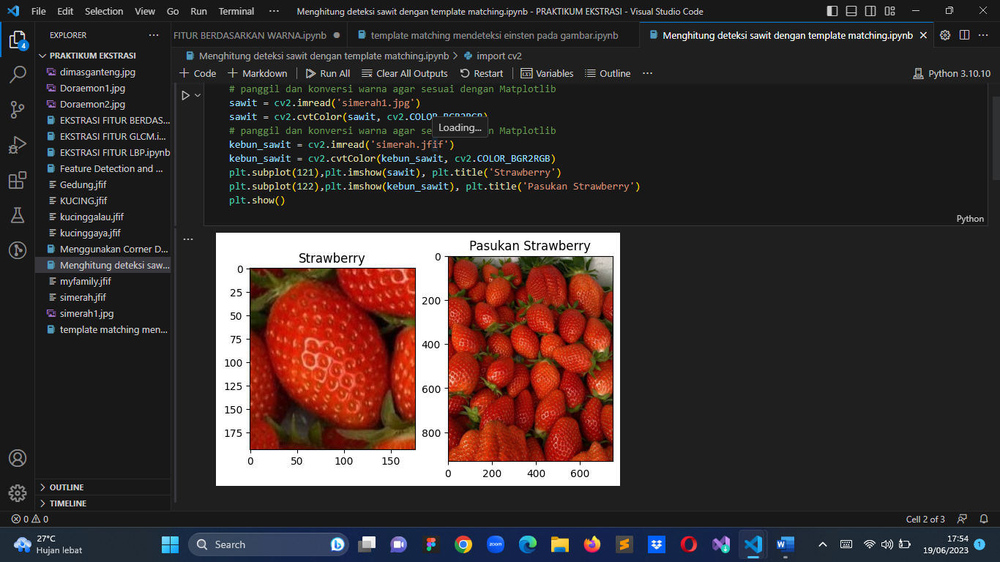 File Edit Selection View Go Run Terminal ··· Menghitung deteksi sawit dengan template matching.ipynb - PRAKTIKUM EKSTRASI - Visual Studio Code
4
EXPLORER ···
FITUR BERDASARKAN WARNA.ipynb
template matching mendeteksi einsten pada gambar.ipynb
Menghitung deteksi sawit dengan template matching.ipynb
PRAKTIKUM EKSTRASI
dimasganteng.jpg
Doraemon1.jpg
Doraemon2.jpg
EKSTRASI FITUR BERDAS...
EKSTRASI FITUR GLCM.i...
EKSTRASI FITUR LBP.ipynb
Feature Detection and ...
Gedung.jfif
KUCING.jfif
kucinggalau.jfif
kucinggaya.jfif
Menggunakan Corner D...
Menghitung deteksi saw...
myfamily.jfif
simerah.jfif
simerah1.jpg
template matching men...
OUTLINE
TIMELINE
Menghitung deteksi sawit dengan template matching.ipynb > import cv2
+ Code + Markdown Run All Clear All Outputs Restart Variables Outline ··· Python 3.10.10
# panggil dan konversi warna agar sesuai dengan Matplotlib
sawit = cv2.imread('simerah1.jpg')
sawit = cv2.cvtColor(sawit, cv2.COLOR_BGR2RGB)
Loading...
# panggil dan konversi warna agar se n Matplotlib
kebun_sawit = cv2.imread('simerah.jfif')
kebun_sawit = cv2.cvtColor(kebun_sawit, cv2.COLOR_BGR2RGB)
plt.subplot(121),plt.imshow(sawit), plt.title('Strawberry')
plt.subplot(122),plt.imshow(kebun_sawit), plt.title('Pasukan Strawberry')
plt.show()
Python
···
Strawberry
0
25
50
75
100
125
150
175
0 50 100 150
Pasukan Strawberry
0
200
400
600
800
0 200 400 600
0 0
Cell 2 of 3
27°C
Hujan lebat
Search
zoom
17:54
19/06/2023
1